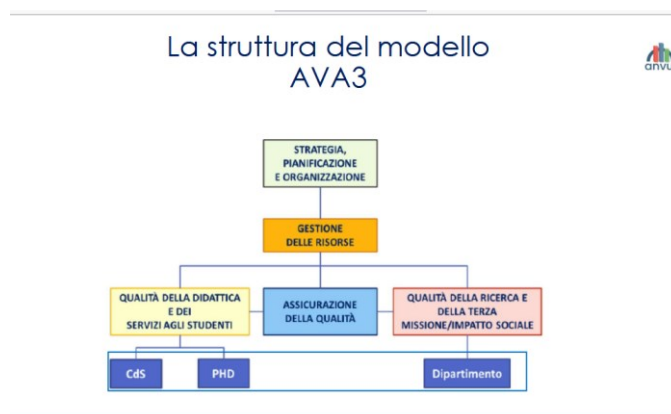 La struttura del modello
AVA3
anvur
STRATEGIA,
PIANIFICAZIONE
E ORGANIZZAZIONE
GESTIONE
DELLE RISORSE
QUALITÀ DELLA DIDATTICA
E DEI
SERVIZI AGLI STUDENTI
ASSICURAZIONE
DELLA QUALITÀ
QUALITÀ DELLA RICERCA E
DELLA TERZA
MISSIONE/IMPATTO SOCIALE
CdS
PHD
Dipartimento